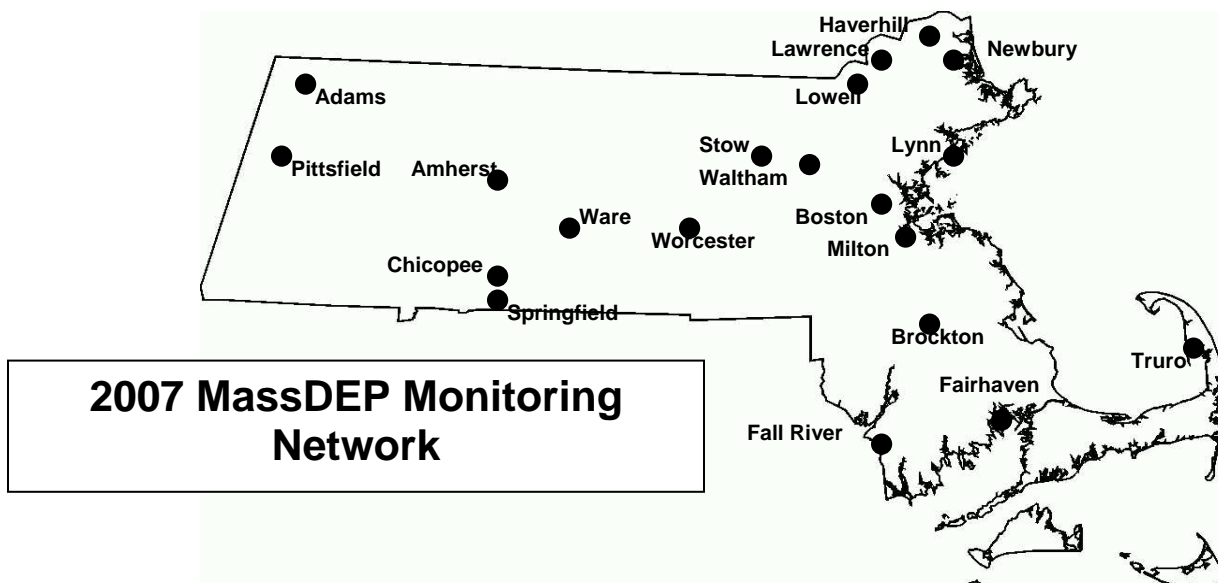 Haverhill
Lawrence
Newbury
Adams
Lowell
Pittsfield
Amherst
Stow
Lynn
Waltham
Ware
Boston
Worcester
Milton
Chicopee
Springfield
Brockton
Truro
2007 MassDEP Monitoring
Network
Fairhaven
Fall River